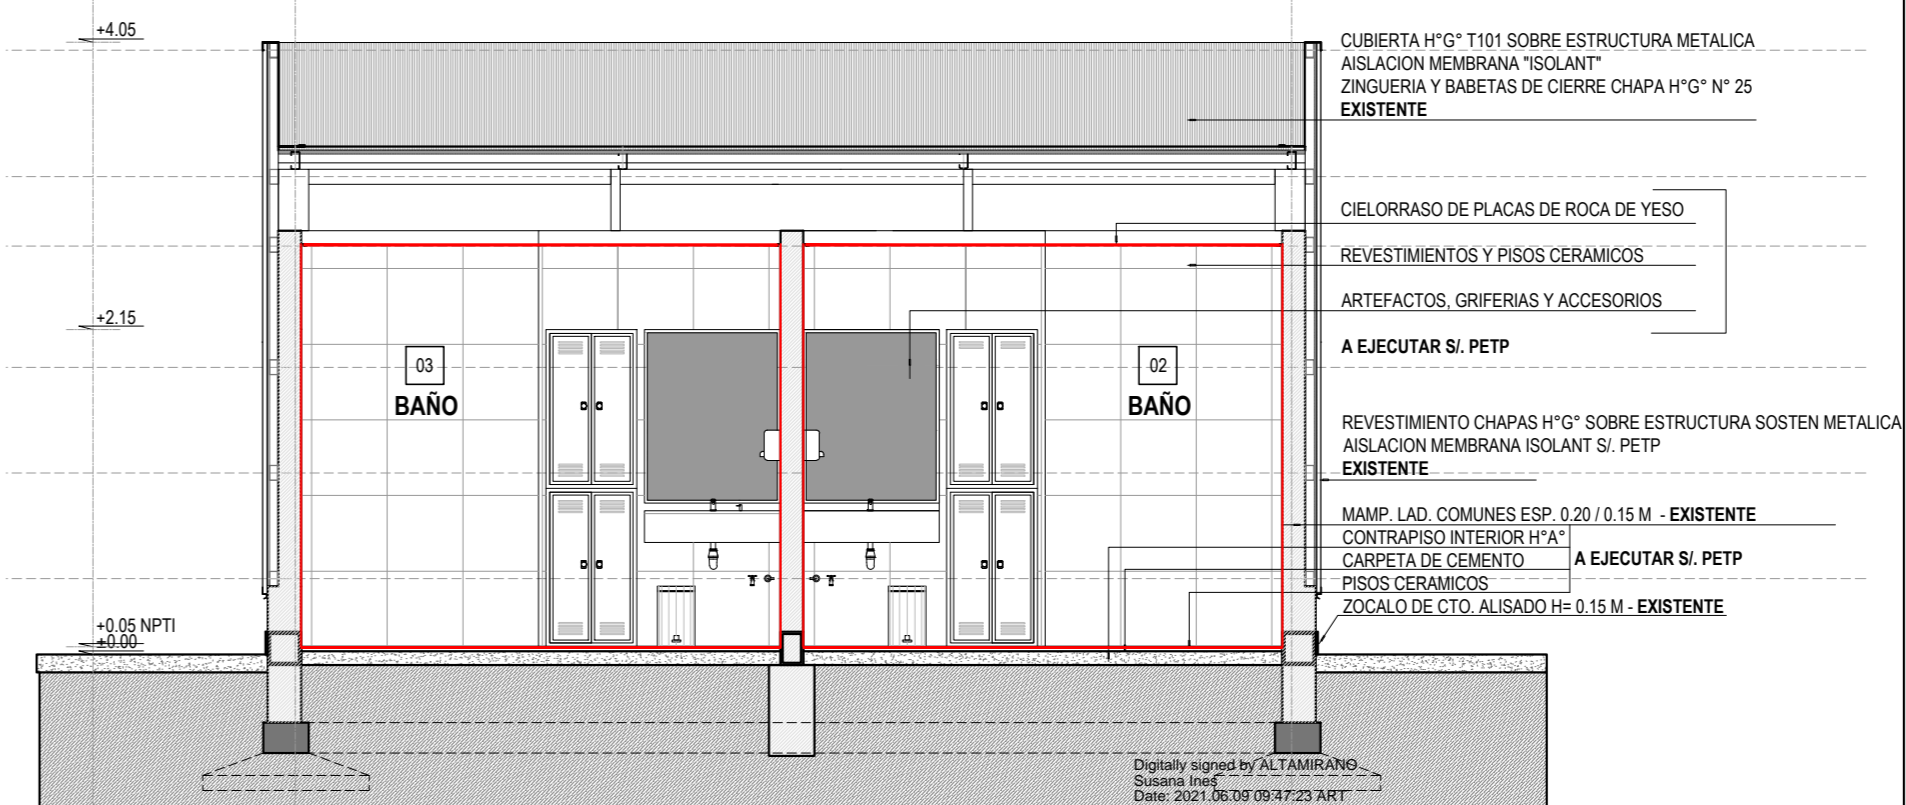 +4.05
CUBIERTA H°G° T101 SOBRE ESTRUCTURA METALICA
AISLACION MEMBRANA "ISOLANT"
ZINGUERIA Y BABETAS DE CIERRE CHAPA H°G° N° 25
EXISTENTE
CIELORRASO DE PLACAS DE ROCA DE YESO
REVESTIMIENTOS Y PISOS CERAMICOS
ARTEFACTOS, GRIFERIAS Y ACCESORIOS
A EJECUTAR S/. PETP
+2.15
03
BAÑO
02
BAÑO
REVESTIMIENTO CHAPAS H°G° SOBRE ESTRUCTURA SOSTEN METALICA
AISLACION MEMBRANA ISOLANT S/. PETP
EXISTENTE
MAMP. LAD. COMUNES ESP. 0.20 / 0.15 M - EXISTENTE
CONTRAPISO INTERIOR H°A°
CARPETA DE CEMENTO
A EJECUTAR S/. PETP
PISOS CERAMICOS
ZOCALO DE CTO. ALISADO H= 0.15 M - EXISTENTE
+0.05 NPTI
±0.00
Digitally signed by ALTAMIRANO
Susana Ines
Date: 2021.06.09 09:47:23 ART